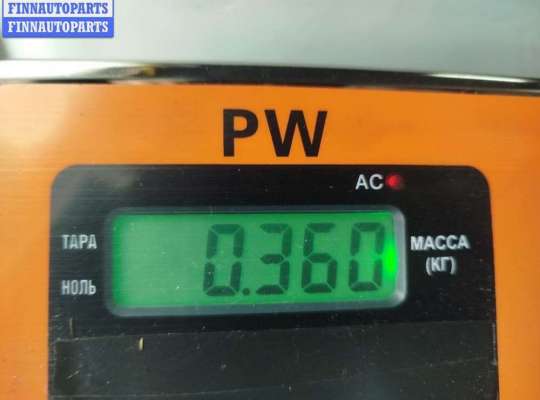 FINNAUTOPARTS
FINNAUTOPARTS
PW
AC
ТАРА
0.360
МАССА
(КГ)
НОЛЬ